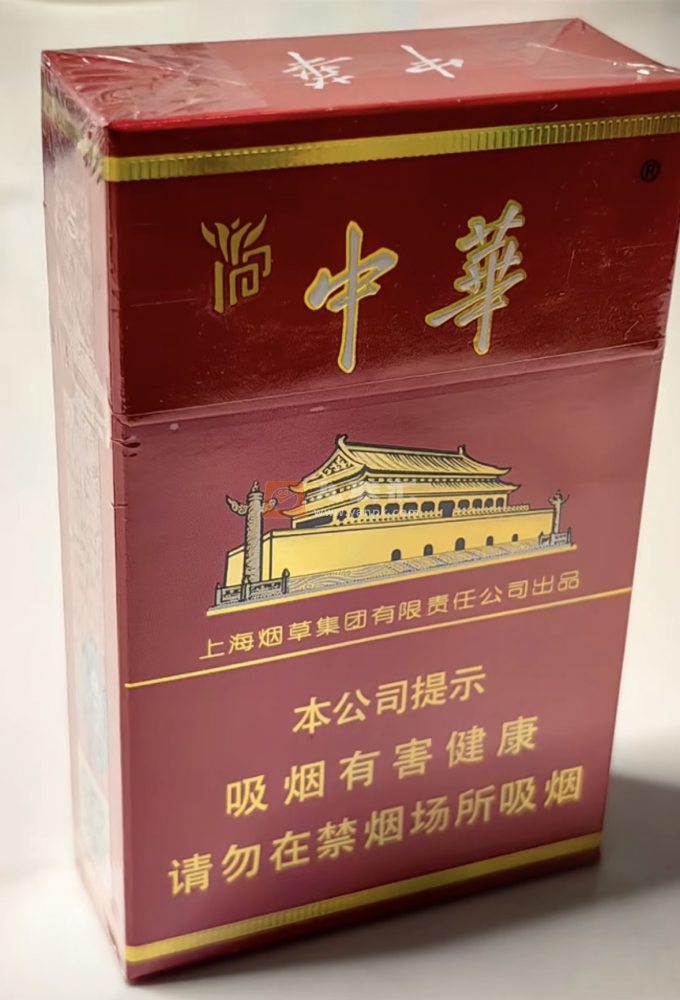 中華
®
尚 中華
上海烟草集团有限责任公司出品
本公司提示
吸烟有害健康
请勿在禁烟场所吸烟